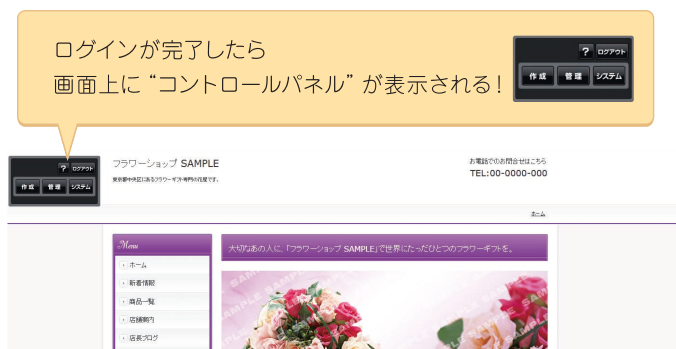 ログインが完了したら
画面上に“コントロールパネル”が表示される!
? ログアウト
作成 管理 システム
? ログアウト
作成 管理 システム
フラワーショップ SAMPLE
東京都中央区にあるフラワーギフト専門の花屋です。
お電話でのお問合せはこちら
TEL:00-0000-000
ホーム
Menu
ホーム
新着情報
商品一覧
店舗案内
店長ブログ
大切なあの人に、「フラワーショップ SAMPLE」で世界にたったひとつのフラワーギフトを。
SAMPLE SAMPLE